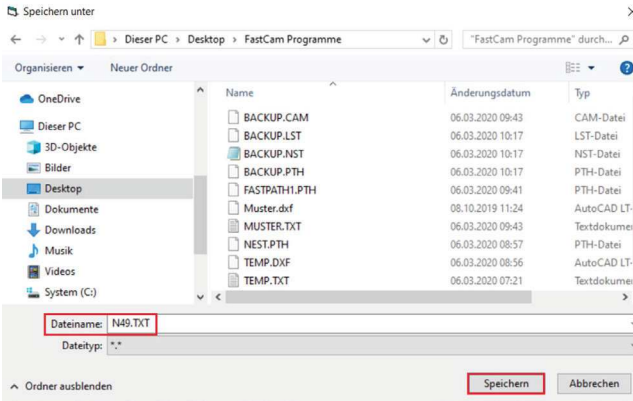 Speichern unter
Dieser PC > Desktop > FastCam Programme
"FastCam Programme" durch...
Organisieren
Neuer Ordner
OneDrive
Dieser PC
3D-Objekte
Bilder
Desktop
Dokumente
Downloads
Musik
Videos
System (C:)
Name Änderungsdatum Typ
BACKUP.CAM 06.03.2020 09:43 CAM-Datei
BACKUP.LST 06.03.2020 10:17 LST-Datei
BACKUP.NST 06.03.2020 10:17 NST-Datei
BACKUP.PTH 06.03.2020 10:17 PTH-Datei
FASTPATH1.PTH 06.03.2020 09:41 PTH-Datei
Muster.dxf 08.10.2019 11:24 AutoCAD LT-
MUSTER.TXT 06.03.2020 09:43 Textdokumen
NEST.PTH 06.03.2020 08:57 PTH-Datei
TEMP.DXF 06.03.2020 08:56 AutoCAD LT-
TEMP.TXT 06.03.2020 07:21 Textdokumen
Dateiname: N49.TXT
Dateityp: *.*
Ordner ausblenden
Speichern
Abbrechen